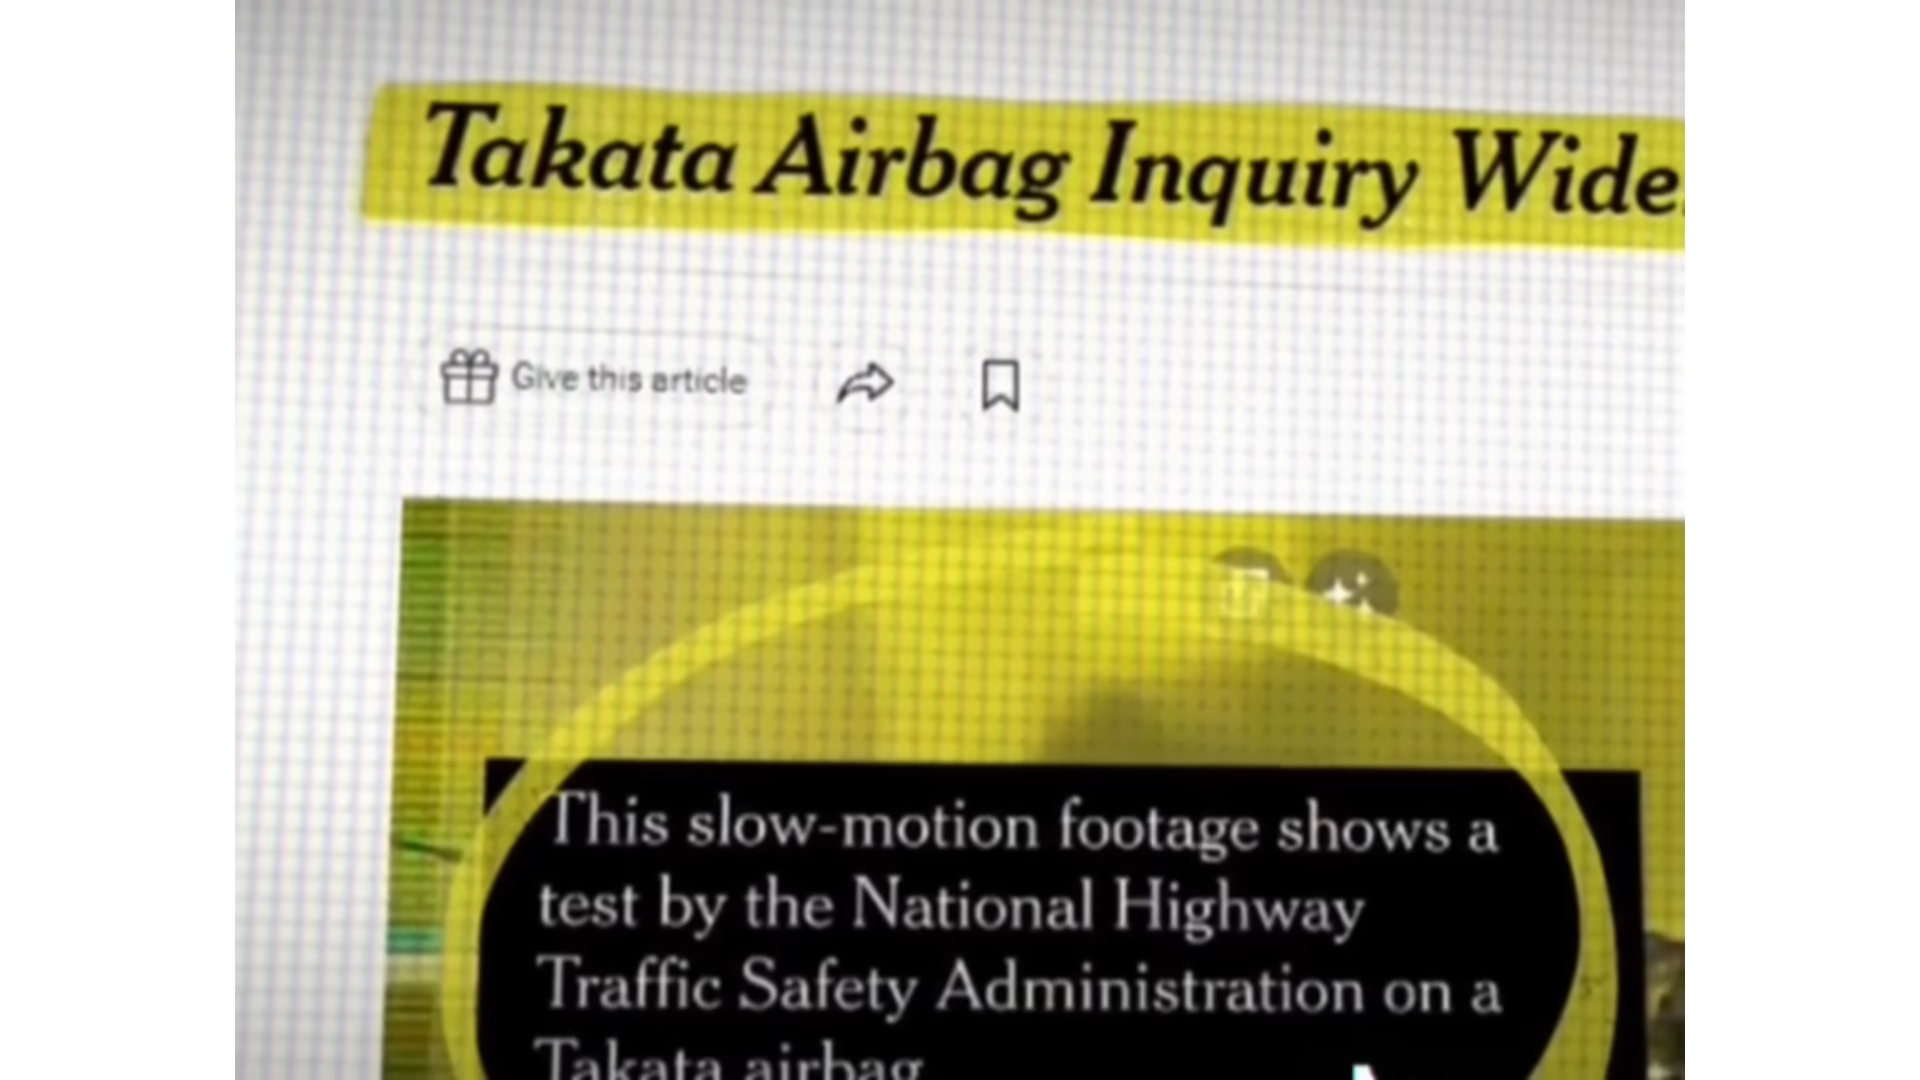 Takata Airbag Inquiry Wide
Give this article
This slow-motion footage shows a
test by the National Highway
Traffic Safety Administration on a
Takata airbag